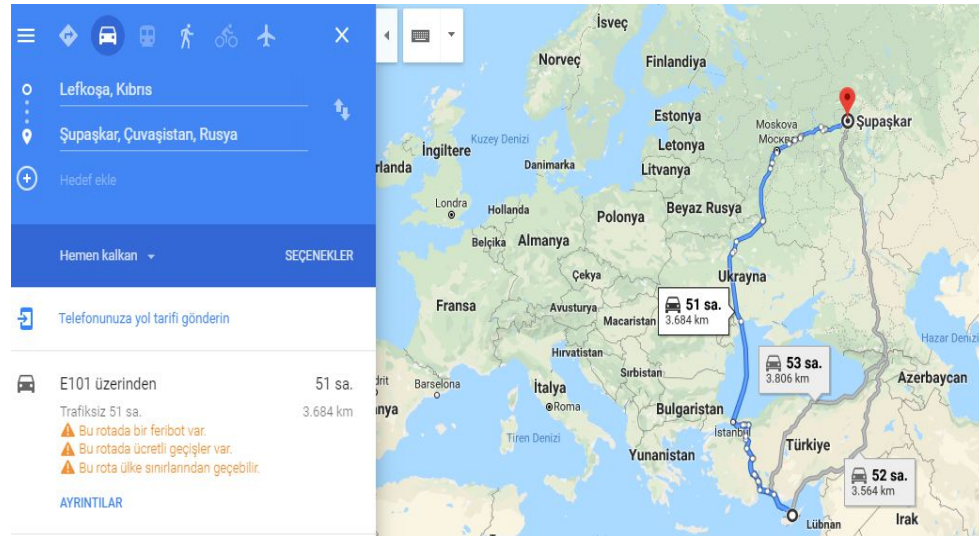 Lefkoşa, Kıbrıs
Şupaşkar, Çuvaşistan, Rusya
Hedef ekle
Hemen kalkan
SEÇENEKLER
Telefonunuza yol tarifi gönderin
E101 üzerinden 51 sa.
Trafiksiz 51 sa. 3.684 km
Bu rotada bir feribot var.
Bu rotada ücretli geçişler var.
Bu rota ülke sınırlarından geçebilir.
AYRINTILAR
İsveç
Norveç
Finlandiya
Estonya
Moskova
Москва
Şupaşkar
Kuzey Denizi
İngiltere
rlanda
Danimarka
Letonya
Litvanya
Londra
Hollanda
Polonya
Beyaz Rusya
Belçika
Almanya
Çekya
Ukrayna
Fransa
Avusturya
Macaristan
51 sa.
3.684 km
Hazar Denizi
Hırvatistan
53 sa.
3.806 km
Sırbistan
drit
Barselona
İtalya
Azerbaycan
nya
Roma
Bulgaristan
İstanbul
Tiren Denizi
Türkiye
Yunanistan
52 sa.
3.564 km
Lübnan
Irak